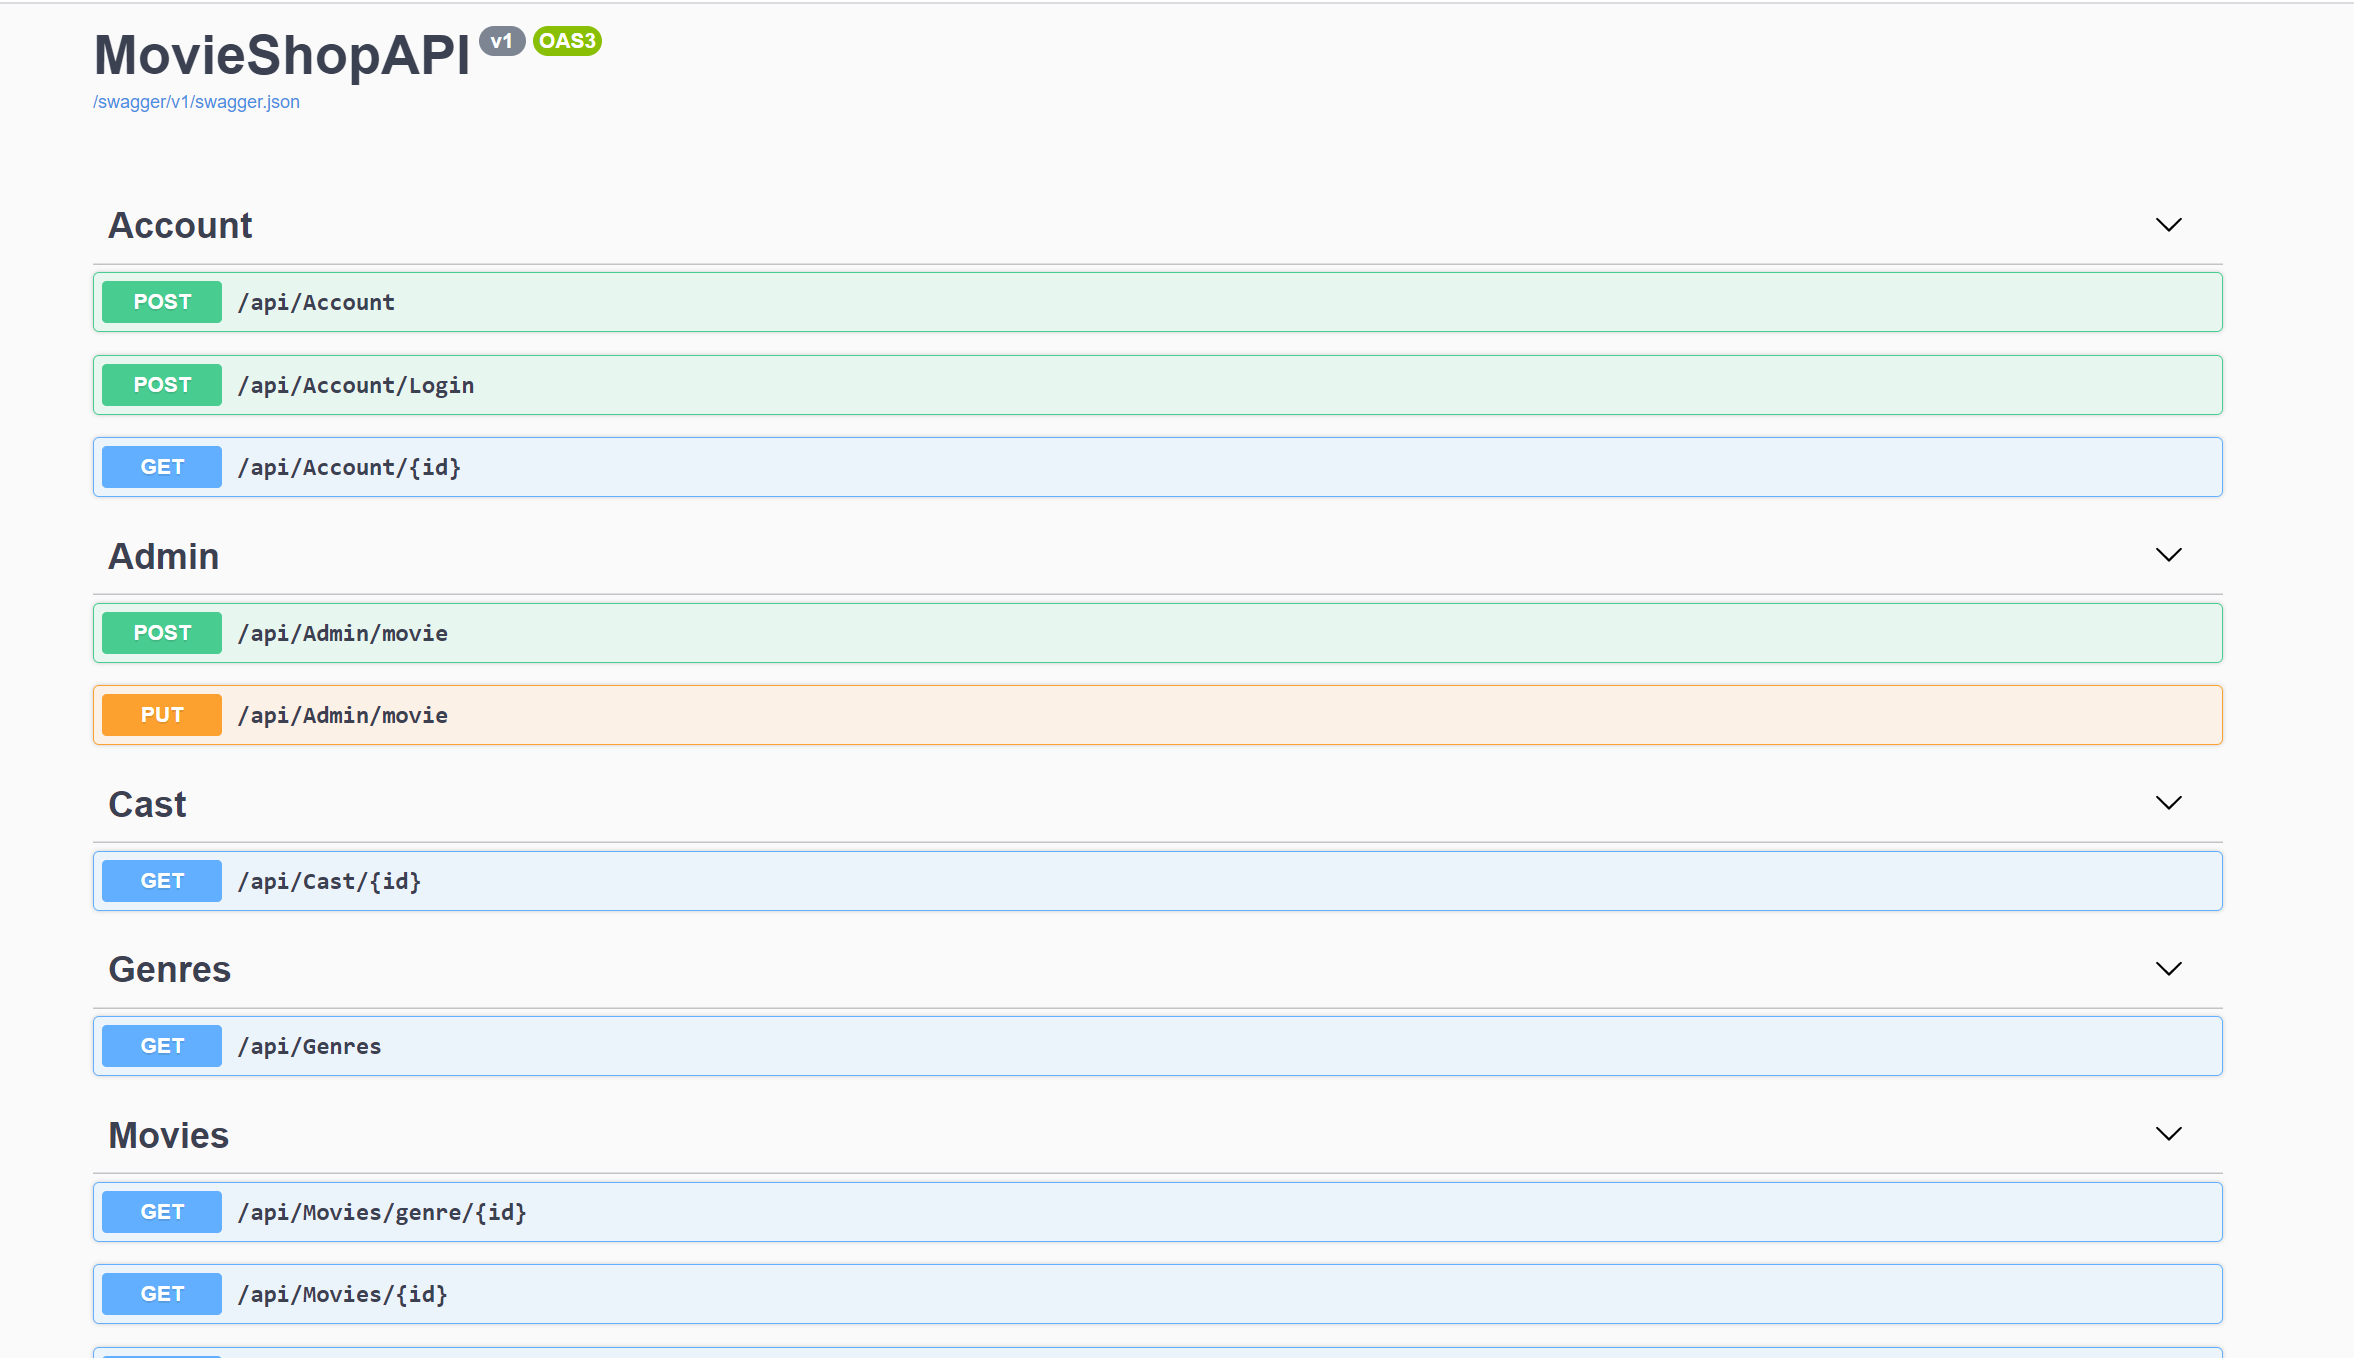 MovieShopAPI v1 OAS3
/swagger/v1/swagger.json
Account
POST /api/Account
POST /api/Account/Login
GET /api/Account/{id}
Admin
POST /api/Admin/movie
PUT /api/Admin/movie
Cast
GET /api/Cast/{id}
Genres
GET /api/Genres
Movies
GET /api/Movies/genre/{id}
GET /api/Movies/{id}